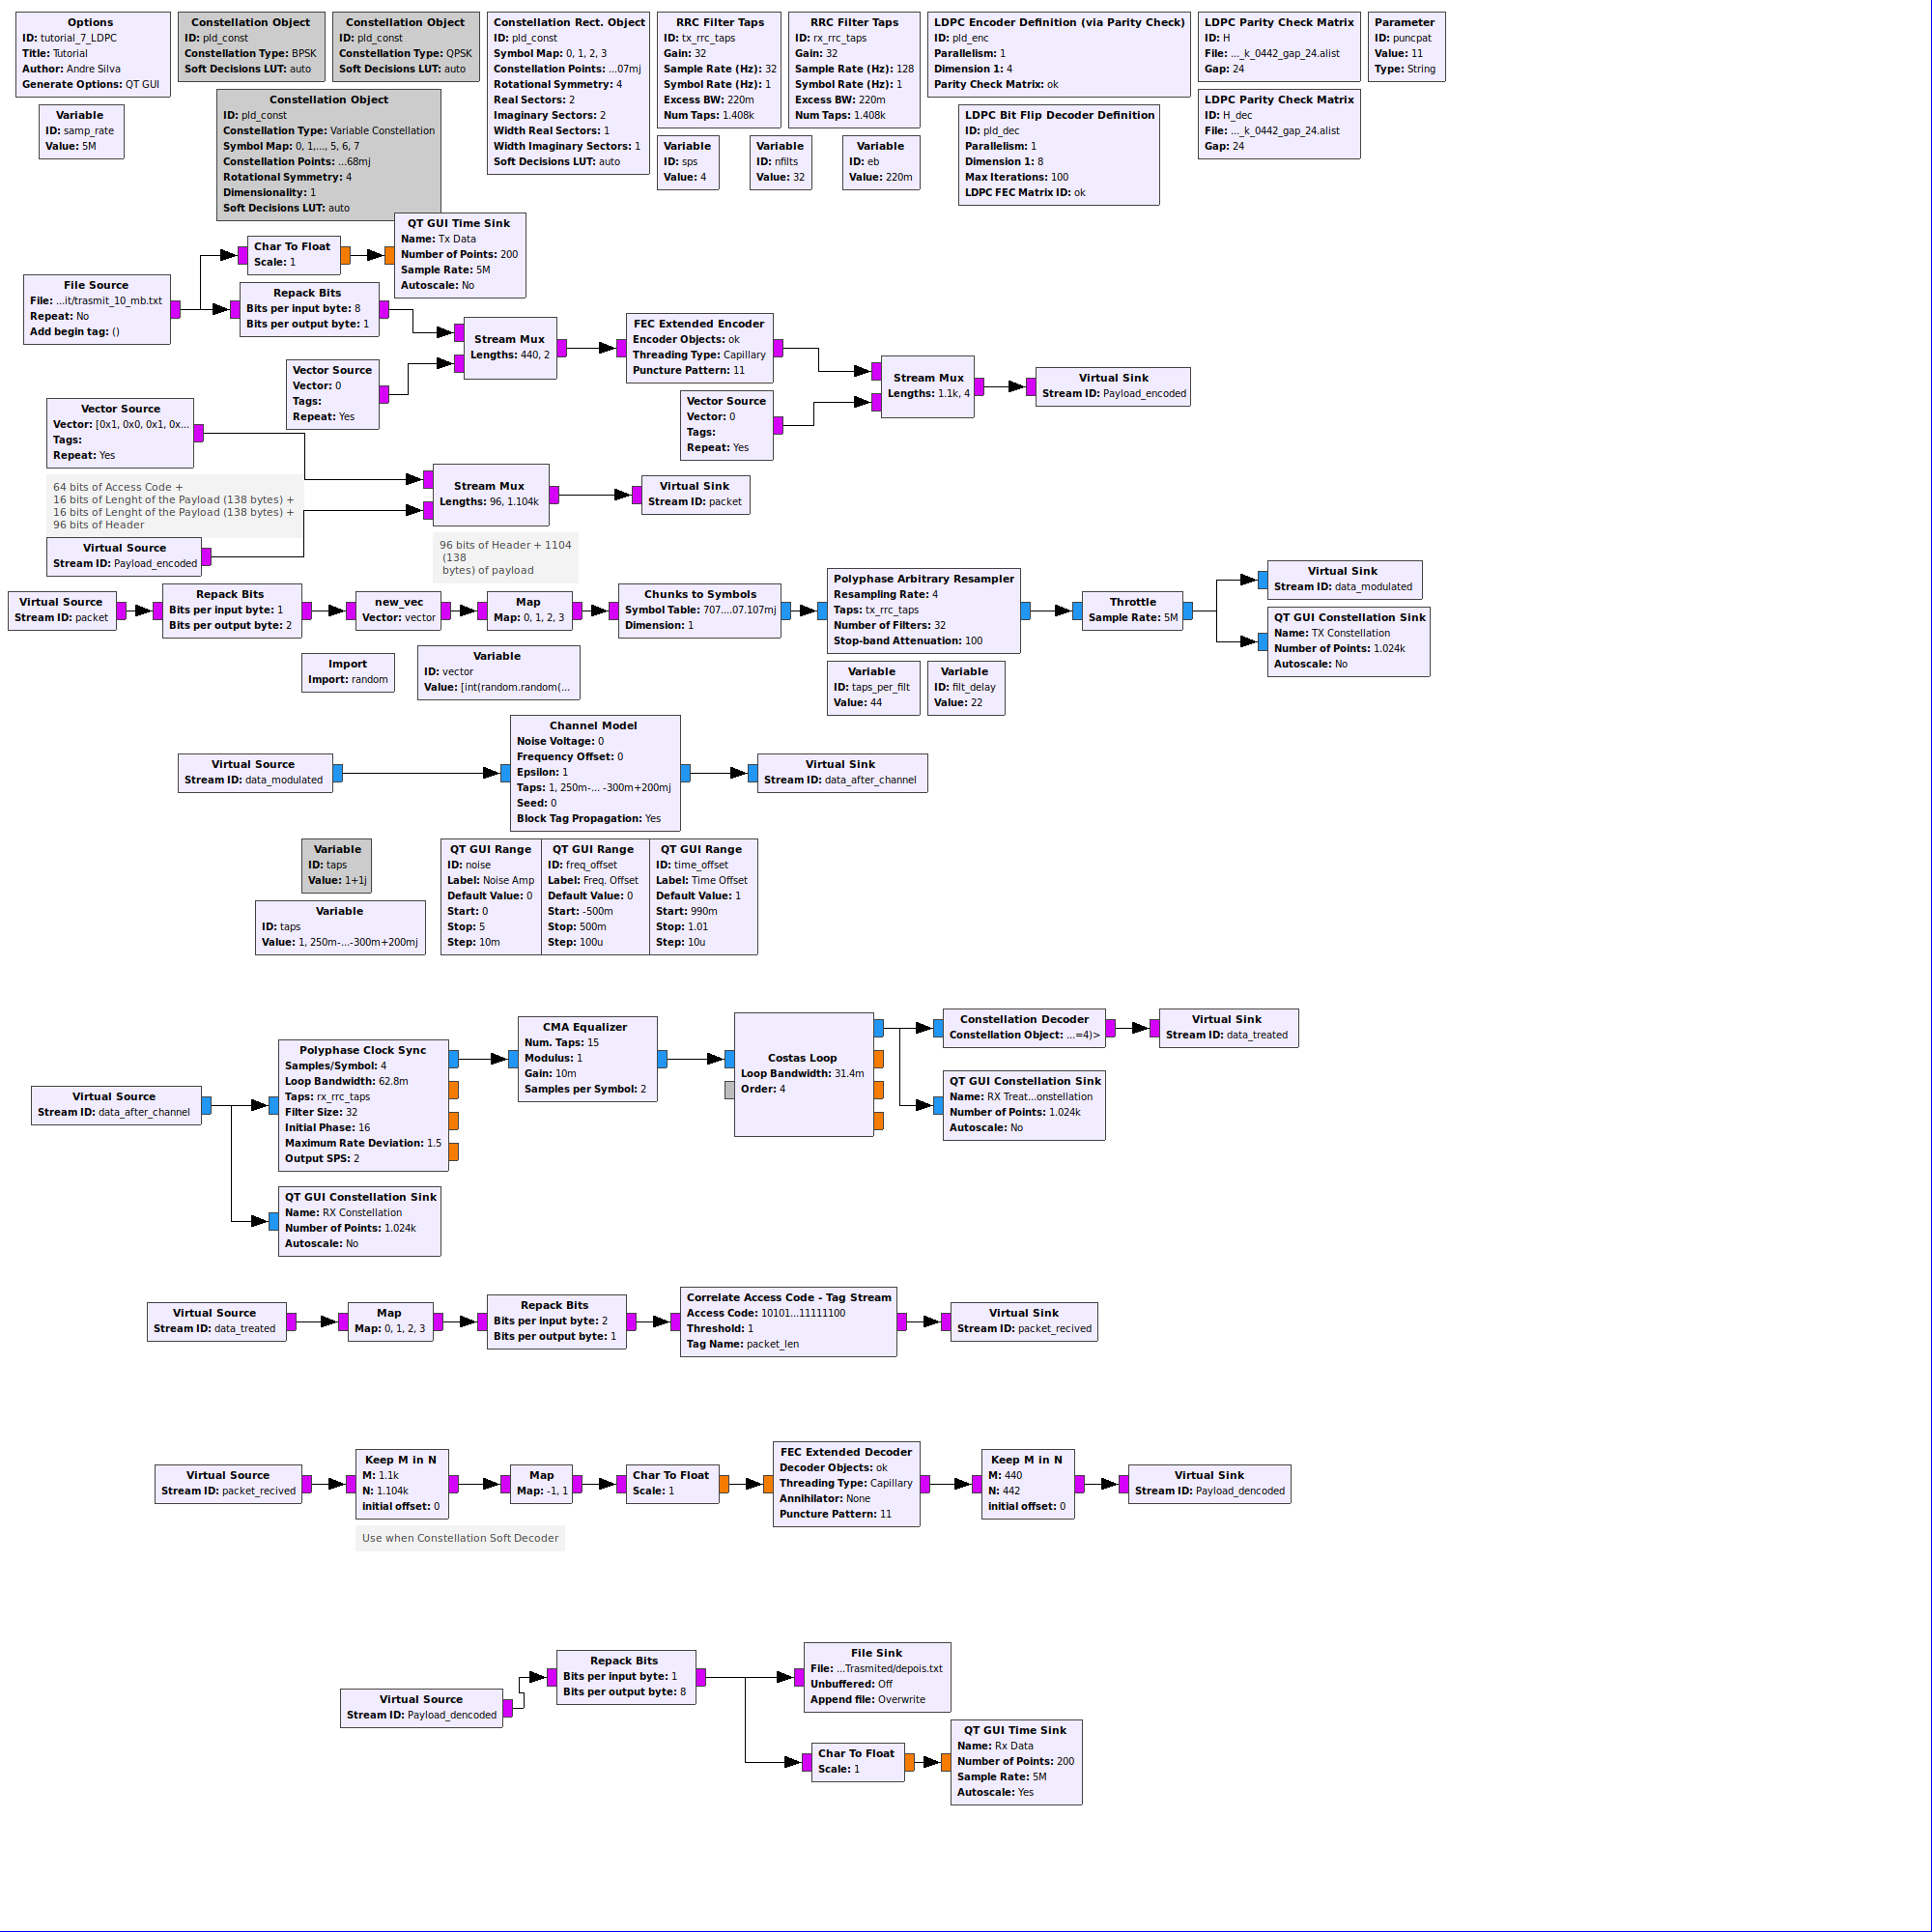 Options
ID: tutorial_7_LDPC
Title: Tutorial
Author: Andre Silva
Generate Options: QT GUI
Constellation Object
ID: pld_const
Constellation Type: BPSK
Soft Decisions LUT: auto
Constellation Object
ID: pld_const
Constellation Type: QPSK
Soft Decisions LUT: auto
Constellation Rect. Object
ID: pld_const
Symbol Map: 0, 1, 2, 3
Constellation Points: ...07mj
Rotational Symmetry: 4
Real Sectors: 2
Imaginary Sectors: 2
Width Real Sectors: 1
Width Imaginary Sectors: 1
Soft Decisions LUT: auto
RRC Filter Taps
ID: tx_rrc_taps
Gain: 32
Sample Rate (Hz): 32
Symbol Rate (Hz): 1
Excess BW: 220m
Num Taps: 1.408k
RRC Filter Taps
ID: rx_rrc_taps
Gain: 32
Sample Rate (Hz): 128
Symbol Rate (Hz): 1
Excess BW: 220m
Num Taps: 1.408k
LDPC Encoder Definition (via Parity Check)
ID: pld_enc
Parallelism: 1
Dimension 1: 4
Parity Check Matrix: ok
LDPC Parity Check Matrix
ID: H
File: ..._k_0442_gap_24.alist
Gap: 24
Parameter
ID: puncpat
Value: 11
Type: String
Variable
ID: samp_rate
Value: 5M
Constellation Object
ID: pld_const
Constellation Type: Variable Constellation
Symbol Map: 0, 1,..., 5, 6, 7
Constellation Points: ...68mj
Rotational Symmetry: 4
Dimensionality: 1
Soft Decisions LUT: auto
Variable
ID: sps
Value: 4
Variable
ID: nfilts
Value: 32
Variable
ID: eb
Value: 220m
LDPC Bit Flip Decoder Definition
ID: pld_dec
Parallelism: 1
Dimension 1: 8
Max Iterations: 100
LDPC FEC Matrix ID: ok
LDPC Parity Check Matrix
ID: H_dec
File: ..._k_0442_gap_24.alist
Gap: 24
Char To Float
Scale: 1
QT GUI Time Sink
Name: Tx Data
Number of Points: 200
Sample Rate: 5M
Autoscale: No
File Source
File: ...it/trasmit_10_mb.txt
Repeat: No
Add begin tag: ()
Repack Bits
Bits per input byte: 8
Bits per output byte: 1
Stream Mux
Lengths: 440, 2
FEC Extended Encoder
Encoder Objects: ok
Threading Type: Capillary
Puncture Pattern: 11
Vector Source
Vector: 0
Tags:
Repeat: Yes
Stream Mux
Lengths: 1.1k, 4
Virtual Sink
Stream ID: Payload_encoded
Vector Source
Vector: 0
Tags:
Repeat: Yes
Vector Source
Vector: [0x1, 0x0, 0x1, 0x...
Tags:
Repeat: Yes
64 bits of Access Code +
16 bits of Lenght of the Payload (138 bytes) +
16 bits of Lenght of the Payload (138 bytes) +
96 bits of Header
Stream Mux
Lengths: 96, 1.104k
Virtual Sink
Stream ID: packet
Virtual Source
Stream ID: Payload_encoded
96 bits of Header + 1104
(138
bytes) of payload
Virtual Source
Stream ID: packet
Repack Bits
Bits per input byte: 1
Bits per output byte: 2
new_vec
Vector: vector
Map
Map: 0, 1, 2, 3
Chunks to Symbols
Symbol Table: 707....07.107mj
Dimension: 1
Polyphase Arbitrary Resampler
Resampling Rate: 4
Taps: tx_rrc_taps
Number of Filters: 32
Stop-band Attenuation: 100
Throttle
Sample Rate: 5M
Virtual Sink
Stream ID: data_modulated
QT GUI Constellation Sink
Name: TX Constellation
Number of Points: 1.024k
Autoscale: No
Import
Import: random
Variable
ID: vector
Value: [int(random.random(...
Variable
ID: taps_per_filt
Value: 44
Variable
ID: filt_delay
Value: 22
Virtual Source
Stream ID: data_modulated
Channel Model
Noise Voltage: 0
Frequency Offset: 0
Epsilon: 1
Taps: 1, 250m-... -300m+200mj
Seed: 0
Block Tag Propagation: Yes
Virtual Sink
Stream ID: data_after_channel
Variable
ID: taps
Value: 1+1j
Variable
ID: taps
Value: 1, 250m-...-300m+200mj
QT GUI Range
ID: noise
Label: Noise Amp
Default Value: 0
Start: 0
Stop: 5
Step: 10m
QT GUI Range
ID: freq_offset
Label: Freq. Offset
Default Value: 0
Start: -500m
Stop: 500m
Step: 100u
QT GUI Range
ID: time_offset
Label: Time Offset
Default Value: 1
Start: 990m
Stop: 1.01
Step: 10u
Virtual Source
Stream ID: data_after_channel
Polyphase Clock Sync
Samples/Symbol: 4
Loop Bandwidth: 62.8m
Taps: rx_rrc_taps
Filter Size: 32
Initial Phase: 16
Maximum Rate Deviation: 1.5
Output SPS: 2
CMA Equalizer
Num. Taps: 15
Modulus: 1
Gain: 10m
Samples per Symbol: 2
Costas Loop
Loop Bandwidth: 31.4m
Order: 4
Constellation Decoder
Constellation Object: ...=4)>
Virtual Sink
Stream ID: data_treated
QT GUI Constellation Sink
Name: RX Treat...onstellation
Number of Points: 1.024k
Autoscale: No
QT GUI Constellation Sink
Name: RX Constellation
Number of Points: 1.024k
Autoscale: No
Virtual Source
Stream ID: data_treated
Map
Map: 0, 1, 2, 3
Repack Bits
Bits per input byte: 2
Bits per output byte: 1
Correlate Access Code - Tag Stream
Access Code: 10101...11111100
Threshold: 1
Tag Name: packet_len
Virtual Sink
Stream ID: packet_recived
Virtual Source
Stream ID: packet_recived
Keep M in N
M: 1.1k
N: 1.104k
initial offset: 0
Map
Map: -1, 1
Char To Float
Scale: 1
FEC Extended Decoder
Decoder Objects: ok
Threading Type: Capillary
Annihilator: None
Puncture Pattern: 11
Keep M in N
M: 440
N: 442
initial offset: 0
Virtual Sink
Stream ID: Payload_dencoded
Use when Constellation Soft Decoder
Virtual Source
Stream ID: Payload_dencoded
Repack Bits
Bits per input byte: 1
Bits per output byte: 8
File Sink
File: ...Trasmited/depois.txt
Unbuffered: Off
Append file: Overwrite
Char To Float
Scale: 1
QT GUI Time Sink
Name: Rx Data
Number of Points: 200
Sample Rate: 5M
Autoscale: Yes